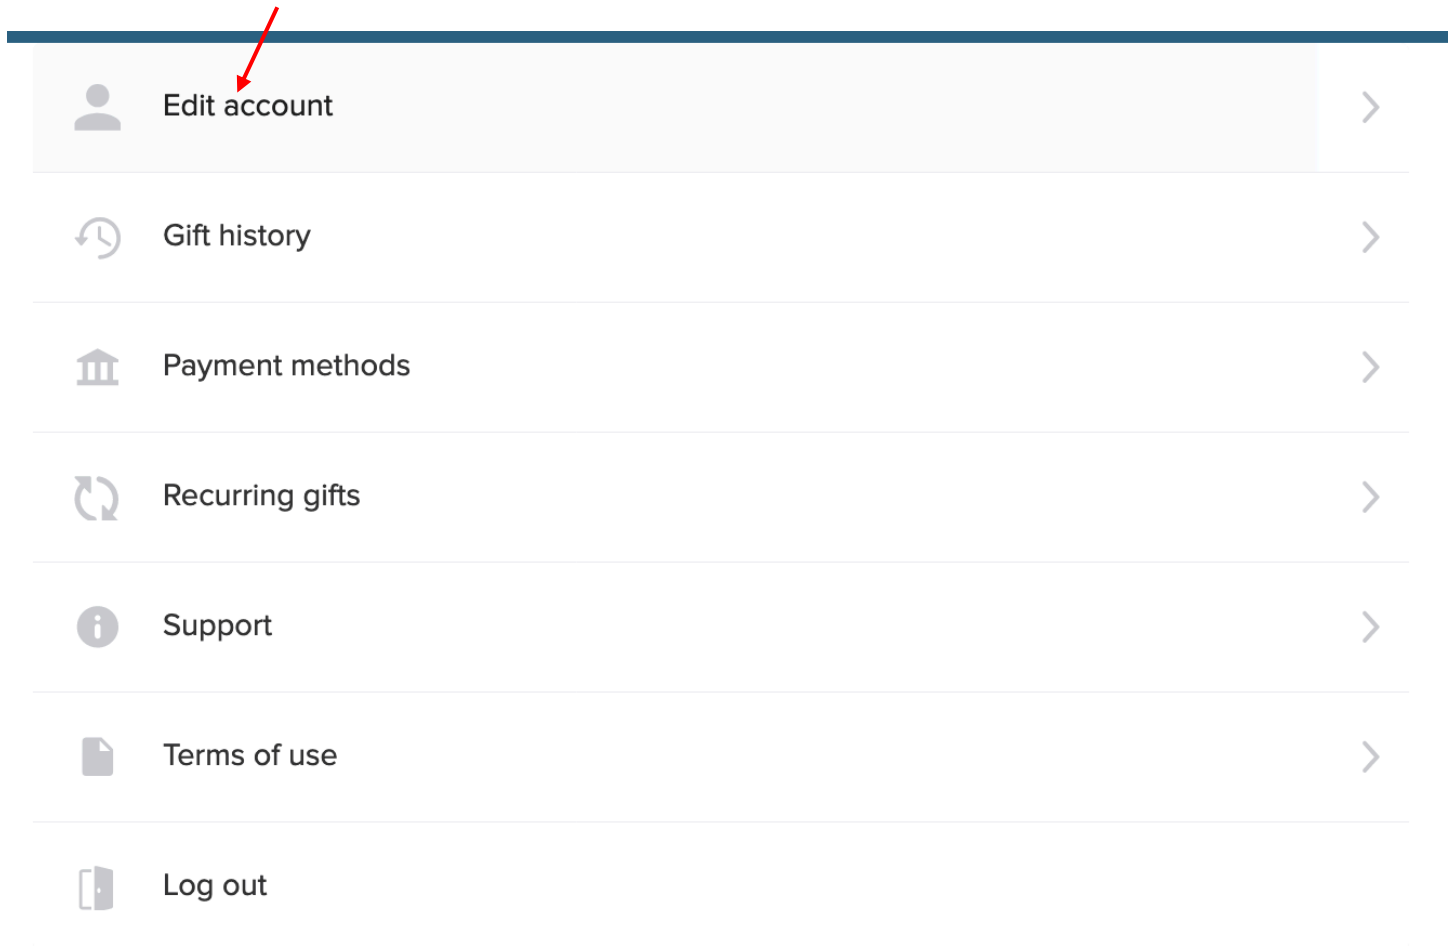 Edit account
Gift history
Payment methods
Recurring gifts
Support
Terms of use
Log out